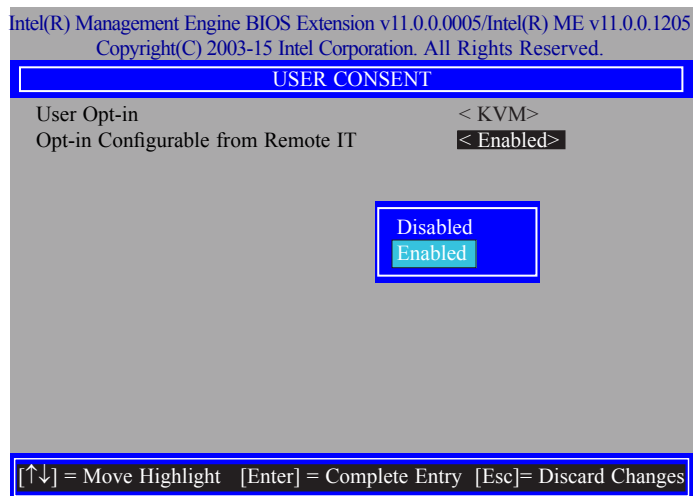 Intel(R) Management Engine BIOS Extension v11.0.0.0005/Intel(R) ME v11.0.0.1205
Copyright(C) 2003-15 Intel Corporation. All Rights Reserved.
USER CONSENT
User Opt-in < KVM>
Opt-in Configurable from Remote IT < Enabled>
Disabled
Enabled
[↑↓] = Move Highlight [Enter] = Complete Entry [Esc]= Discard Changes